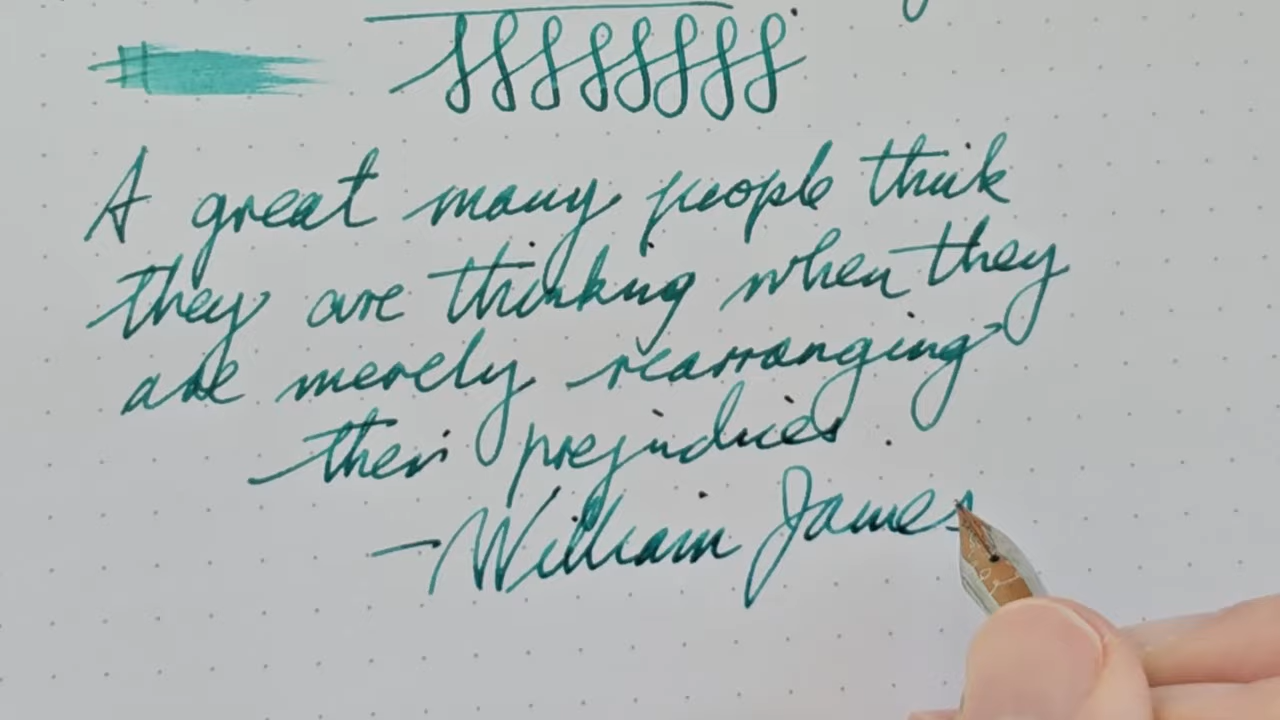 A great many people think
they are thinking when they
are merely rearranging
their prejudices.
-William James